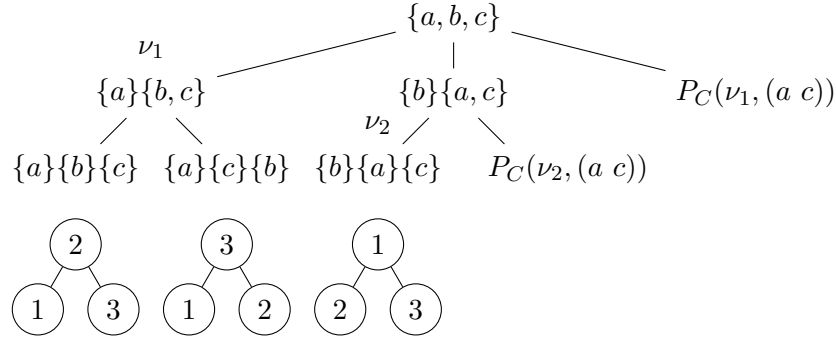 {a, b, c}
ν₁
{a}{b, c} {b}{a, c} P_C(ν₁, (a c))
ν₂
{a}{b}{c} {a}{c}{b} {b}{a}{c} P_C(ν₂, (a c))
2 3 1
1 3 1 2 2 3